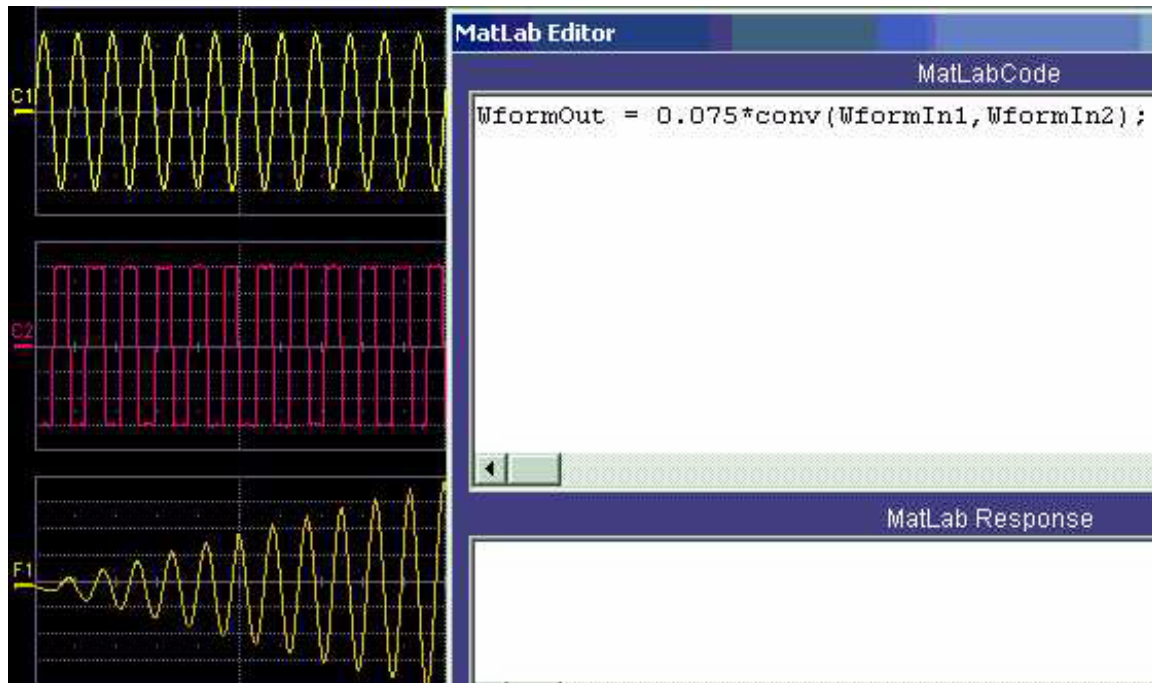 MatLab Editor
MatLabCode
C1
WformOut = 0.075*conv(WformIn1,WformIn2);
C2
MatLab Response
F1